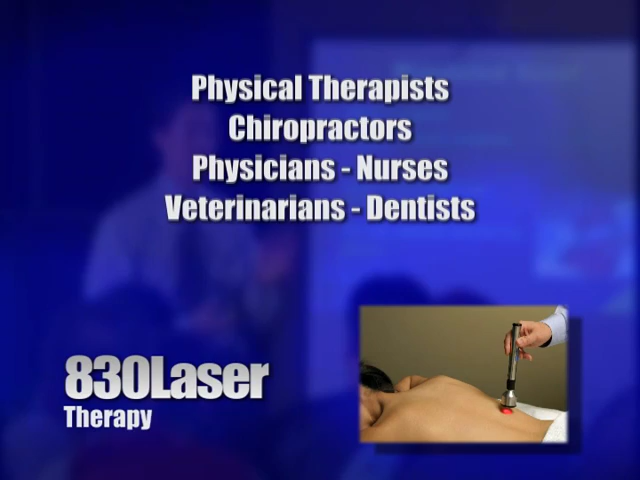 Physical Therapists
Chiropractors
Physicians - Nurses
Veterinarians - Dentists
830Laser
Therapy